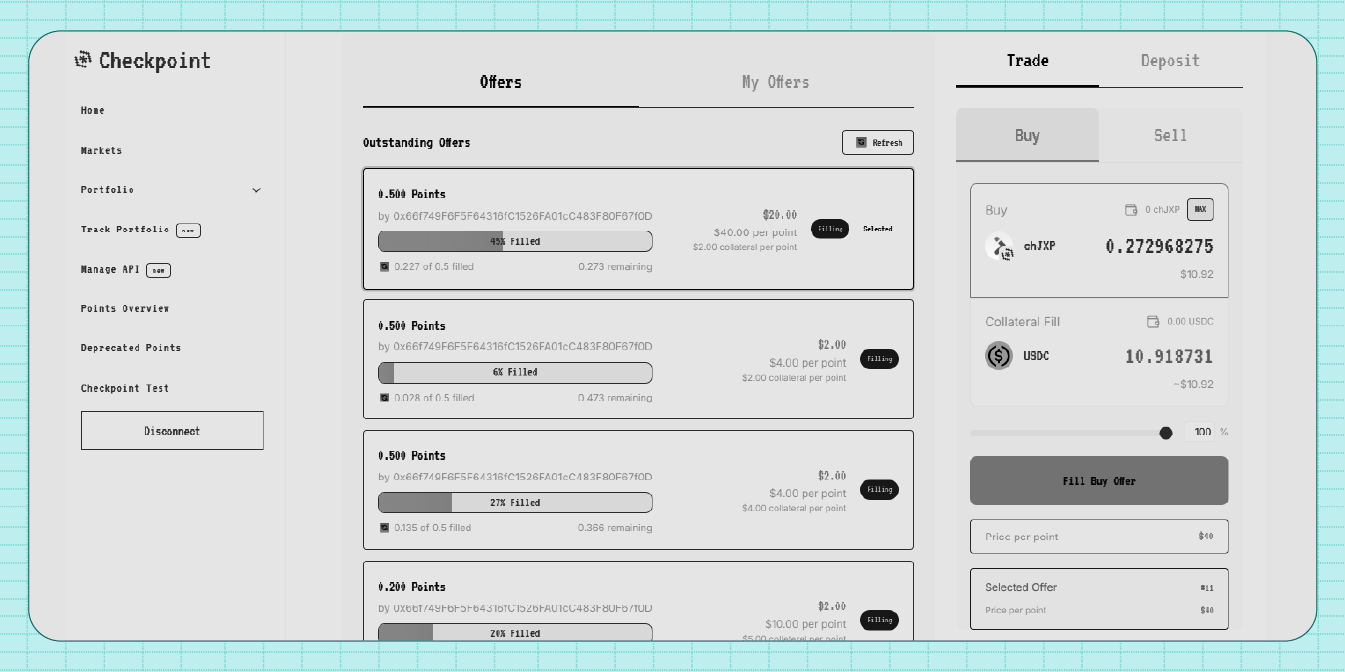 Checkpoint
Home
Markets
Portfolio
Track Portfolio new
Manage API new
Points Overview
Deprecated Points
Checkpoint Test
Disconnect
Offers
My Offers
Outstanding Offers
Refresh
0.500 Points
by 0x66f749F6F5F64316fC1526FA01cC483F80F67f0D
45% Filled
0.227 of 0.5 filled
0.273 remaining
$20.00
$40.00 per point
$2.00 collateral per point
Filling
Selected
0.500 Points
by 0x66f749F6F5F64316fC1526FA01cC483F80F67f0D
6% Filled
0.028 of 0.5 filled
0.473 remaining
$2.00
$4.00 per point
$2.00 collateral per point
Filling
0.500 Points
by 0x66f749F6F5F64316fC1526FA01cC483F80F67f0D
27% Filled
0.135 of 0.5 filled
0.366 remaining
$2.00
$4.00 per point
$4.00 collateral per point
Filling
0.200 Points
by 0x66f749F6F5F64316fC1526FA01cC483F80F67f0D
20% Filled
$2.00
$10.00 per point
$5.00 collateral per point
Filling
Trade
Deposit
Buy
Sell
Buy
0 chJXP
MAX
chJXP
0.272968275
$10.92
Collateral Fill
0.00 USDC
USDC
10.918731
~$10.92
100 %
Fill Buy Offer
Price per point
$40
Selected Offer
#11
Price per point
$40